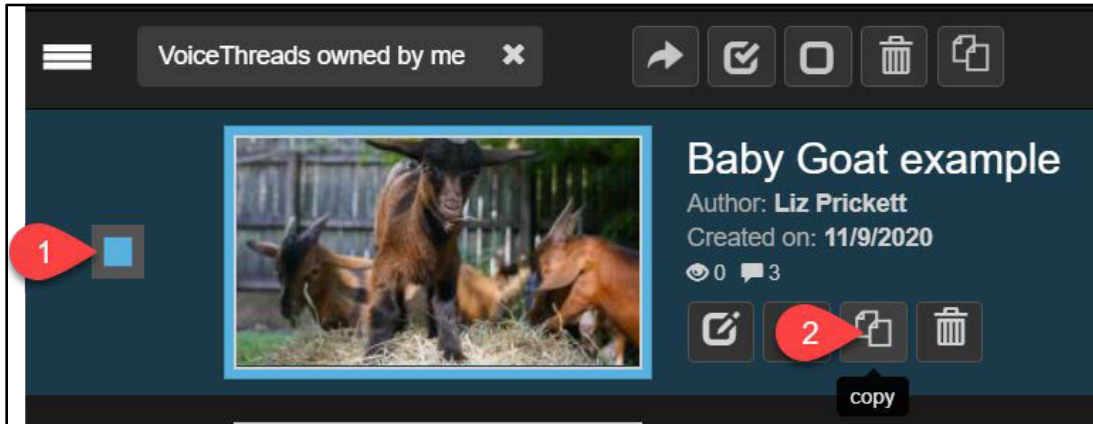 VoiceThreads owned by me
Baby Goat example
Author: Liz Prickett
Created on: 11/9/2020
0 3
1
2
copy